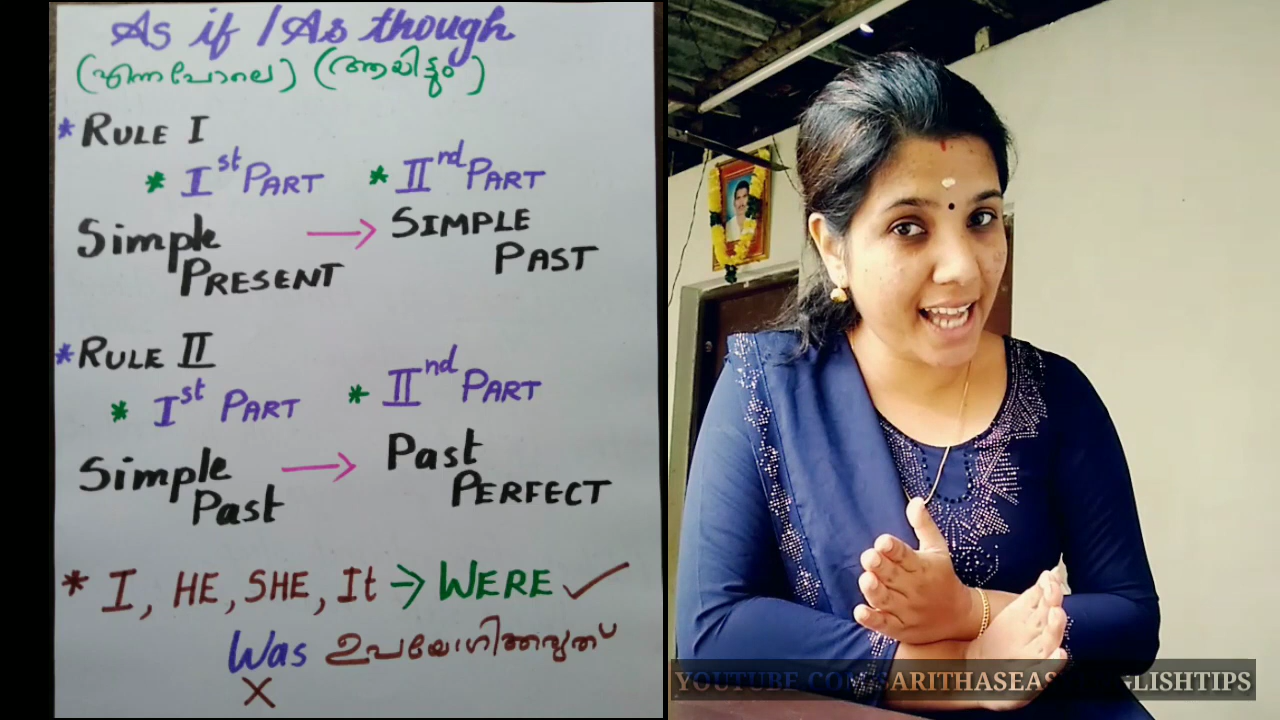 As if / As though
(എന്നപോലെ) (ആയിട്ടും)
* RULE I
* Ist PART * IInd PART
Simple PRESENT → SIMPLE PAST
* RULE II
* Ist PART * IInd PART
Simple Past → Past PERFECT
* I, HE, SHE, It → WERE ✓
Was ഉപയോഗിക്കരുത്
X
YOUTUBE